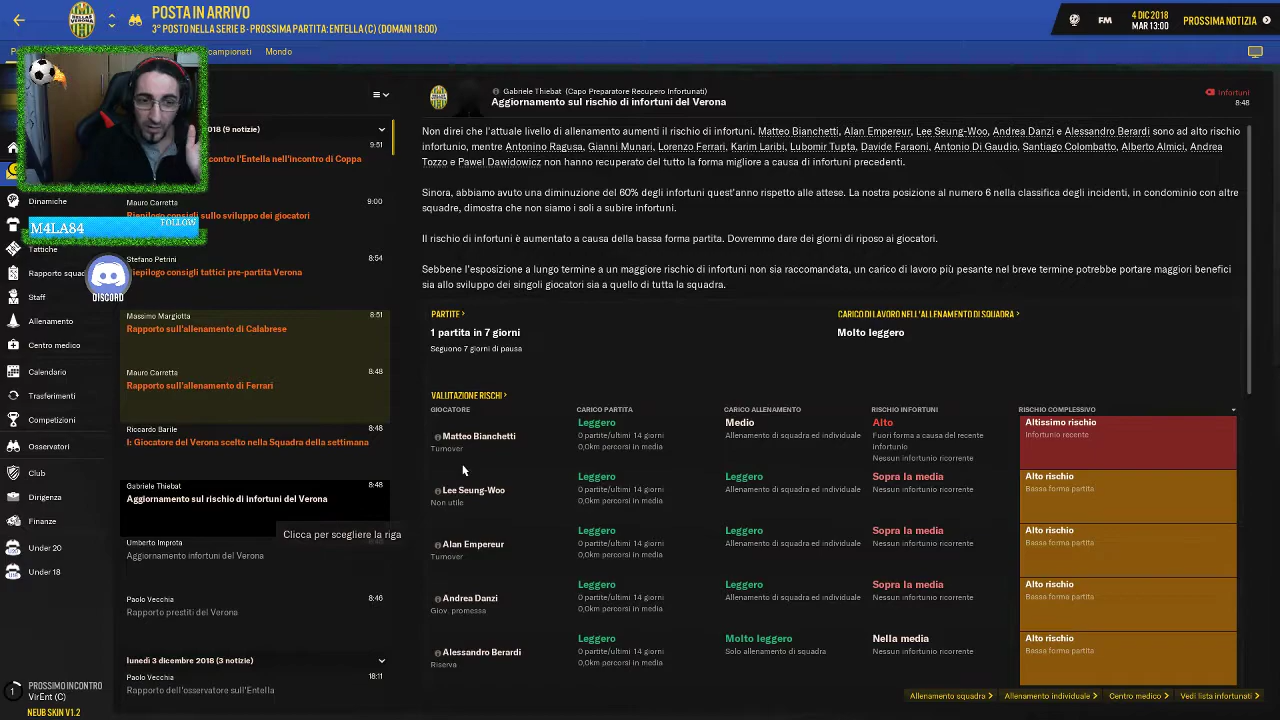 POSTA IN ARRIVO
3° POSTO NELLA SERIE B - PROSSIMA PARTITA: ENTELLA (C) (DOMANI 18:00)
FM
4 DIC 2018
MAR 13:00
PROSSIMA NOTIZIA
campionati
Mondo
2018 (9 notizie)
9:51
contro l'Entella nell'incontro di Coppa
Mauro Carretta
9:00
Riepilogo consigli sullo sviluppo dei giocatori
Stefano Petrini
8:54
Riepilogo consigli tattici pre-partita Verona
Massimo Margiotta
8:51
Rapporto sull'allenamento di Calabrese
Mauro Carretta
8:48
Rapporto sull'allenamento di Ferrari
Riccardo Barile
8:48
I: Giocatore del Verona scelto nella Squadra della settimana
Gabriele Thiebat
8:48
Aggiornamento sul rischio di infortuni del Verona
Clicca per scegliere la riga
Umberto Improta
Aggiornamento infortuni del Verona
Paolo Vecchia
8:46
Rapporto prestiti del Verona
lunedì 3 dicembre 2018 (3 notizie)
Paolo Vecchia
18:11
Rapporto dell'osservatore sull'Entella
M4LA84
FOLLOW
DISCORD
Dinamiche
Tattiche
Rapporto squad
Staff
Allenamento
Centro medico
Calendario
Trasferimenti
Competizioni
Osservatori
Club
Dirigenza
Finanze
Under 20
Under 18
1
PROSSIMO INCONTRO
VirEnt (C)
NEUB SKIN V1.2
Gabriele Thiebat (Capo Preparatore Recupero Infortunati)
Aggiornamento sul rischio di infortuni del Verona
Infortuni
8:48
Non direi che l'attuale livello di allenamento aumenti il rischio di infortuni. Matteo Bianchetti, Alan Empereur, Lee Seung-Woo, Andrea Danzi e Alessandro Berardi sono ad alto rischio
infortunio, mentre Antonino Ragusa, Gianni Munari, Lorenzo Ferrari, Karim Laribi, Lubomir Tupta, Davide Faraoni, Antonio Di Gaudio, Santiago Colombatto, Alberto Almici, Andrea
Tozzo e Pawel Dawidowicz non hanno recuperato del tutto la forma migliore a causa di infortuni precedenti.
Sinora, abbiamo avuto una diminuzione del 60% degli infortuni quest'anno rispetto alle attese. La nostra posizione al numero 6 nella classifica degli incidenti, in condominio con altre
squadre, dimostra che non siamo i soli a subire infortuni.
Il rischio di infortuni è aumentato a causa della bassa forma partita. Dovremmo dare dei giorni di riposo ai giocatori.
Sebbene l'esposizione a lungo termine a un maggiore rischio di infortuni non sia raccomandata, un carico di lavoro più pesante nel breve termine potrebbe portare maggiori benefici
sia allo sviluppo dei singoli giocatori sia a quello di tutta la squadra.
PARTITE
1 partita in 7 giorni
Seguono 7 giorni di pausa
CARICO DI LAVORO NELL'ALLENAMENTO DI SQUADRA
Molto leggero
VALUTAZIONE RISCHI
GIOCATORE
CARICO PARTITA
CARICO ALLENAMENTO
RISCHIO INFORTUNI
RISCHIO COMPLESSIVO
Matteo Bianchetti
Turnover
Leggero
0 partite/ultimi 14 giorni
0,0km percorsi in media
Medio
Allenamento di squadra ed individuale
Alto
Fuori forma a causa del recente
infortunio
Nessun infortunio ricorrente
Altissimo rischio
Infortunio recente
Lee Seung-Woo
Non utile
Leggero
0 partite/ultimi 14 giorni
0,0km percorsi in media
Leggero
Allenamento di squadra ed individuale
Sopra la media
Nessun infortunio ricorrente
Alto rischio
Bassa forma partita
Alan Empereur
Turnover
Leggero
0 partite/ultimi 14 giorni
0,0km percorsi in media
Leggero
Allenamento di squadra ed individuale
Sopra la media
Nessun infortunio ricorrente
Alto rischio
Bassa forma partita
Andrea Danzi
Giov. promessa
Leggero
0 partite/ultimi 14 giorni
0,0km percorsi in media
Leggero
Allenamento di squadra ed individuale
Sopra la media
Nessun infortunio ricorrente
Alto rischio
Bassa forma partita
Alessandro Berardi
Riserva
Leggero
0 partite/ultimi 14 giorni
0,0km percorsi in media
Molto leggero
Solo allenamento di squadra
Nella media
Nessun infortunio ricorrente
Alto rischio
Bassa forma partita
Allenamento squadra
Allenamento individuale
Centro medico
Vedi lista infortunati